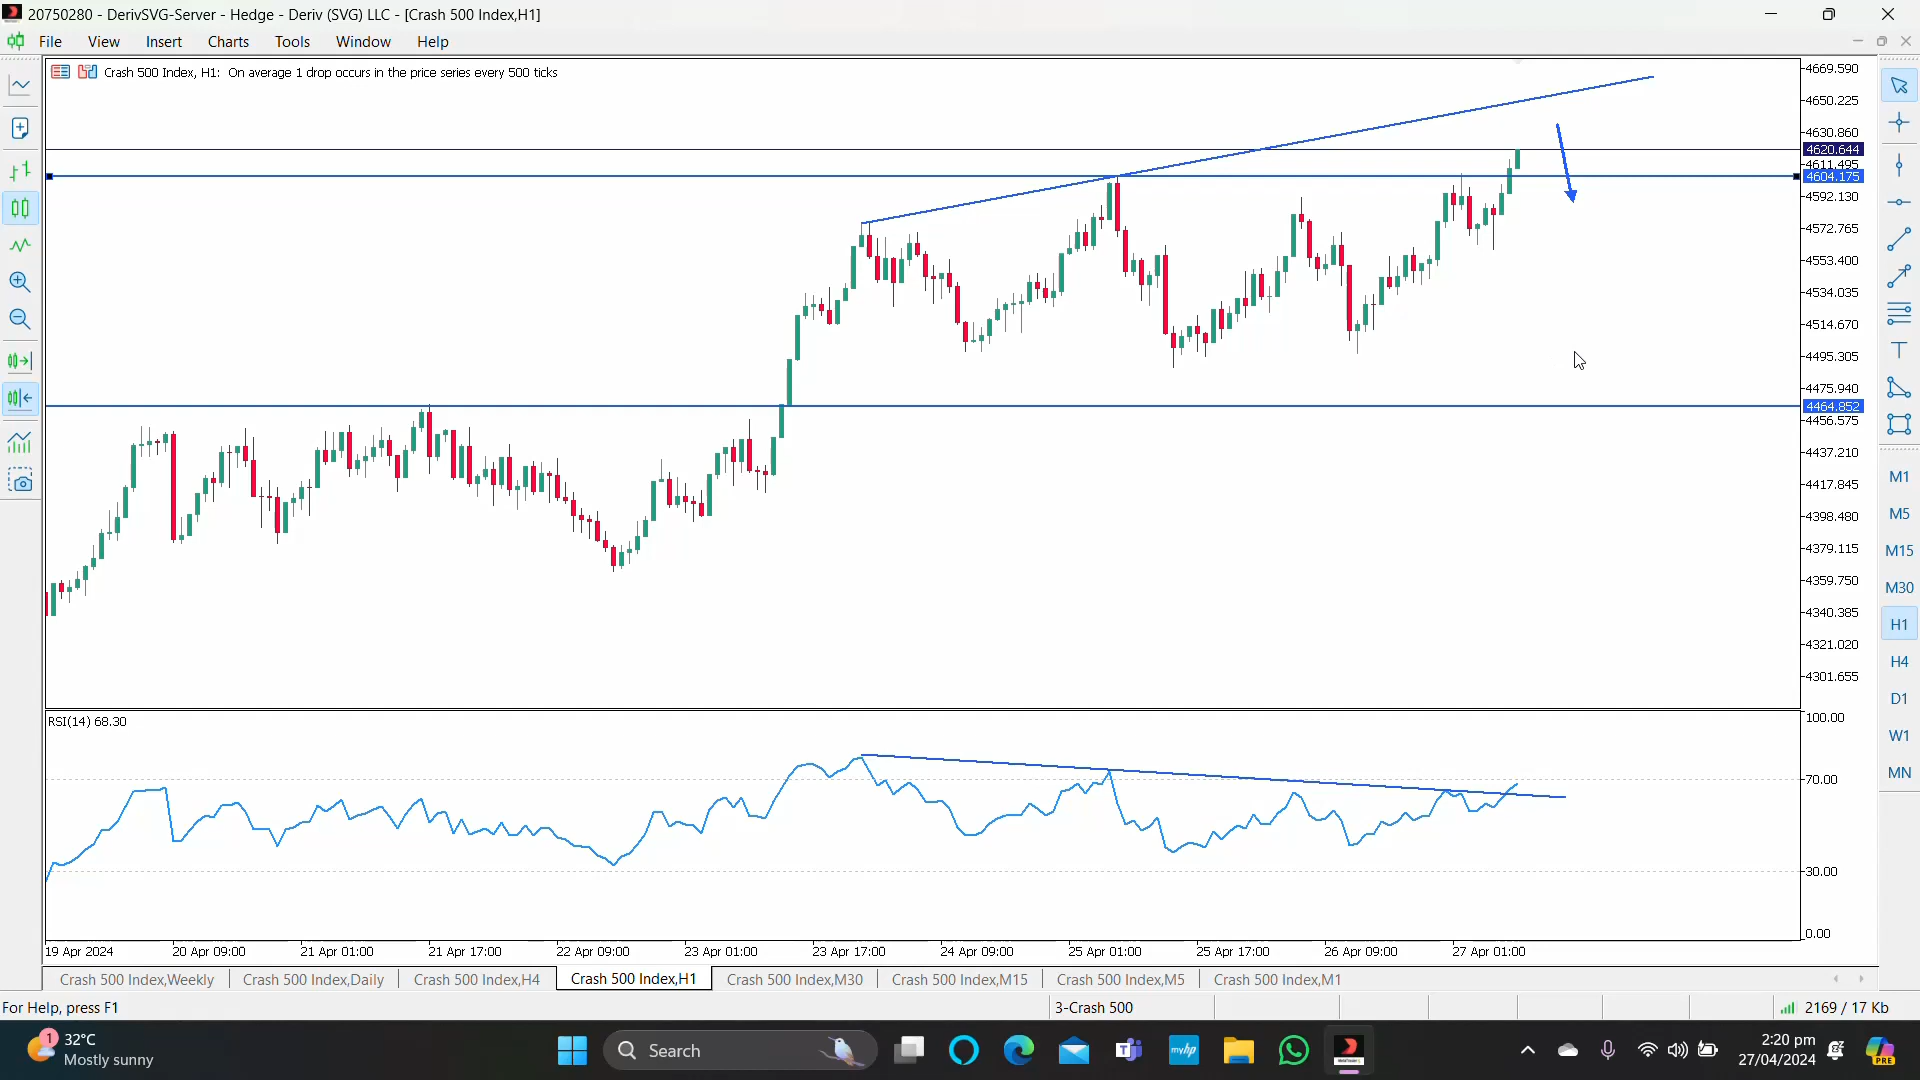 20750280 - DerivSVG-Server - Hedge - Deriv (SVG) LLC - [Crash 500 Index,H1]
File View Insert Charts Tools Window Help
Crash 500 Index, H1: On average 1 drop occurs in the price series every 500 ticks
4669.590
4650.225
4630.860
4620.644
4611.495
4604.175
4592.130
4572.765
4553.400
4534.035
4514.670
4495.305
4475.940
4464.852
4456.575
4437.210
4417.845
4398.480
4379.115
4359.750
4340.385
4321.020
4301.655
T
M1
M5
M15
M30
H1
H4
D1
W1
MN
RSI(14) 68.30
100.00
70.00
30.00
0.00
19 Apr 2024 20 Apr 09:00 21 Apr 01:00 21 Apr 17:00 22 Apr 09:00 23 Apr 01:00 23 Apr 17:00 24 Apr 09:00 25 Apr 01:00 25 Apr 17:00 26 Apr 09:00 27 Apr 01:00
Crash 500 Index,Weekly Crash 500 Index,Daily Crash 500 Index,H4 Crash 500 Index,H1 Crash 500 Index,M30 Crash 500 Index,M15 Crash 500 Index,M5 Crash 500 Index,M1
For Help, press F1 3-Crash 500 2169 / 17 Kb
1
32°C
Mostly sunny
Search
myhp
2:20 pm
27/04/2024
PRE